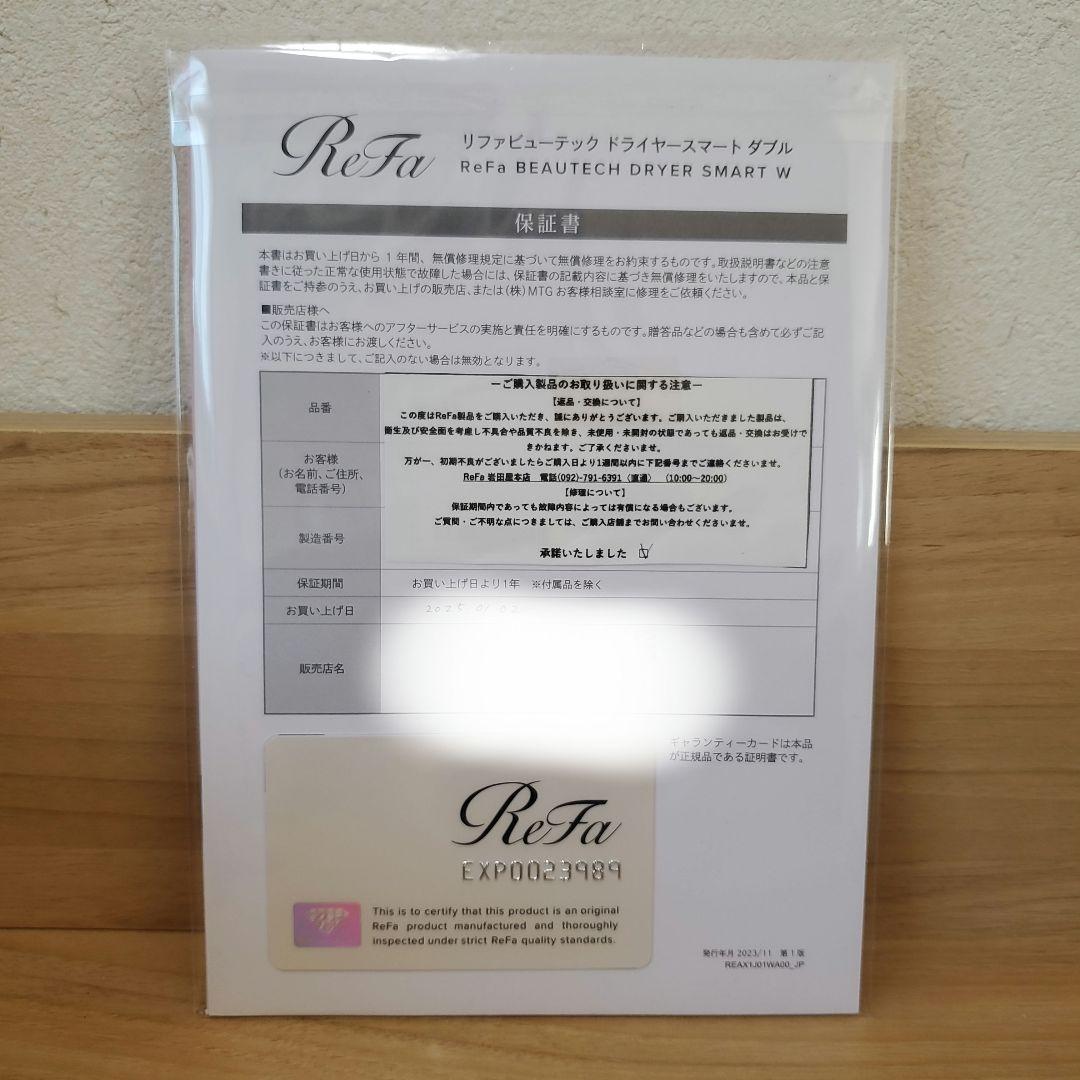 ReFa
リファビューテック ドライヤースマート ダブル
ReFa BEAUTECH DRYER SMART W
保証書
本書はお買い上げ日から 1 年間、無償修理規定に基づいて無償修理をお約束するものです。取扱説明書などの注意
書きに従った正常な使用状態で故障した場合には、保証書の記載内容に基づき無償修理をいたしますので、本品と保
証書をご持参のうえ、お買い上げの販売店、または(株)MTG お客様相談室に修理をご依頼ください。
■販売店様へ
この保証書はお客様へのアフターサービスの実施と責任を明確にするものです。贈答品などの場合も含めて必ずご記
入のうえ、お客様にお渡しください。
※以下につきまして、ご記入のない場合は無効となります。
品番
お客様
(お名前、ご住所、
電話番号)
製造番号
ーご購入製品のお取り扱いに関する注意ー
【返品・交換について】
この度はReFa製品をご購入いただき、誠にありがとうございます。ご購入いただきました製品は、
衛生及び安全面を考慮し不具合や品質不良を除き、未使用・未開封の状態であっても返品・交換はお受けで
きかねます。ご了承くださいませ。
万が一、初期不良がございましたらご購入日より1週間以内に下記番号までご連絡くださいませ。
ReFa 岩田屋本店 電話(092)-791-6391〈直通〉 (10:00〜20:00)
【修理について】
保証期間内であっても故障内容によっては有償になる場合もございます。
ご質問・ご不明な点につきましては、ご購入店舗までお問い合わせくださいませ。
承諾いたしました ☑
保証期間 お買い上げ日より1年 ※付属品を除く
お買い上げ日 2025 01 02
販売店名
ギャランティーカードは本品
が正規品である証明書です。
ReFa
EXP0023989
This is to certify that this product is an original
ReFa product manufactured and thoroughly
inspected under strict ReFa quality standards.
発行年月 2023/11 第1版
REAX1J01WA00_JP